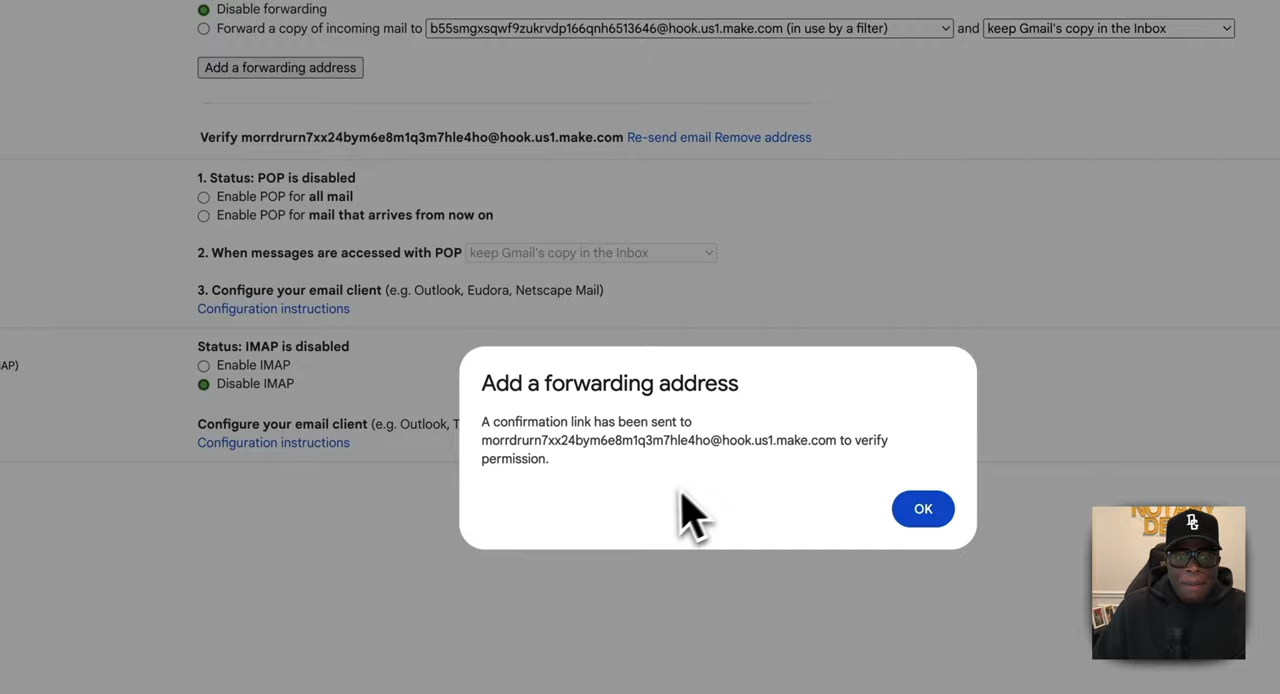 Disable forwarding
Forward a copy of incoming mail to b55smgxsqwf9zukrvdp166qnh6513646@hook.us1.make.com (in use by a filter) and keep Gmail's copy in the Inbox
Add a forwarding address
Verify morrdrurn7xx24bym6e8m1q3m7hle4ho@hook.us1.make.com Re-send email Remove address
1. Status: POP is disabled
Enable POP for all mail
Enable POP for mail that arrives from now on
2. When messages are accessed with POP keep Gmail's copy in the Inbox
3. Configure your email client (e.g. Outlook, Eudora, Netscape Mail)
Configuration instructions
Status: IMAP is disabled
AP)
Enable IMAP
Disable IMAP
Configure your email client (e.g. Outlook, T
Configuration instructions
Add a forwarding address
A confirmation link has been sent to
morrdrurn7xx24bym6e8m1q3m7hle4ho@hook.us1.make.com to verify
permission.
OK